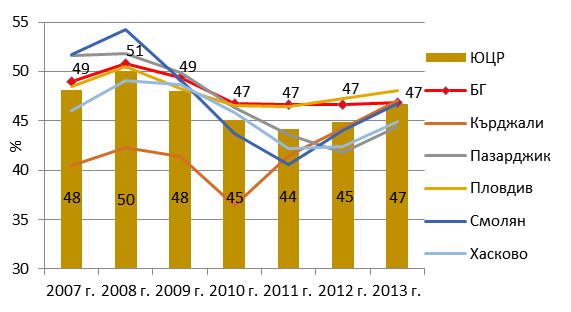 55
50
45
40
35
30
%
49
51
49
47
47
47
47
48
50
48
45
44
45
47
2007 г. 2008 г. 2009 г. 2010 г. 2011 г. 2012 г. 2013 г.
ЮЦР
БГ
Кърджали
Пазарджик
Пловдив
Смолян
Хасково